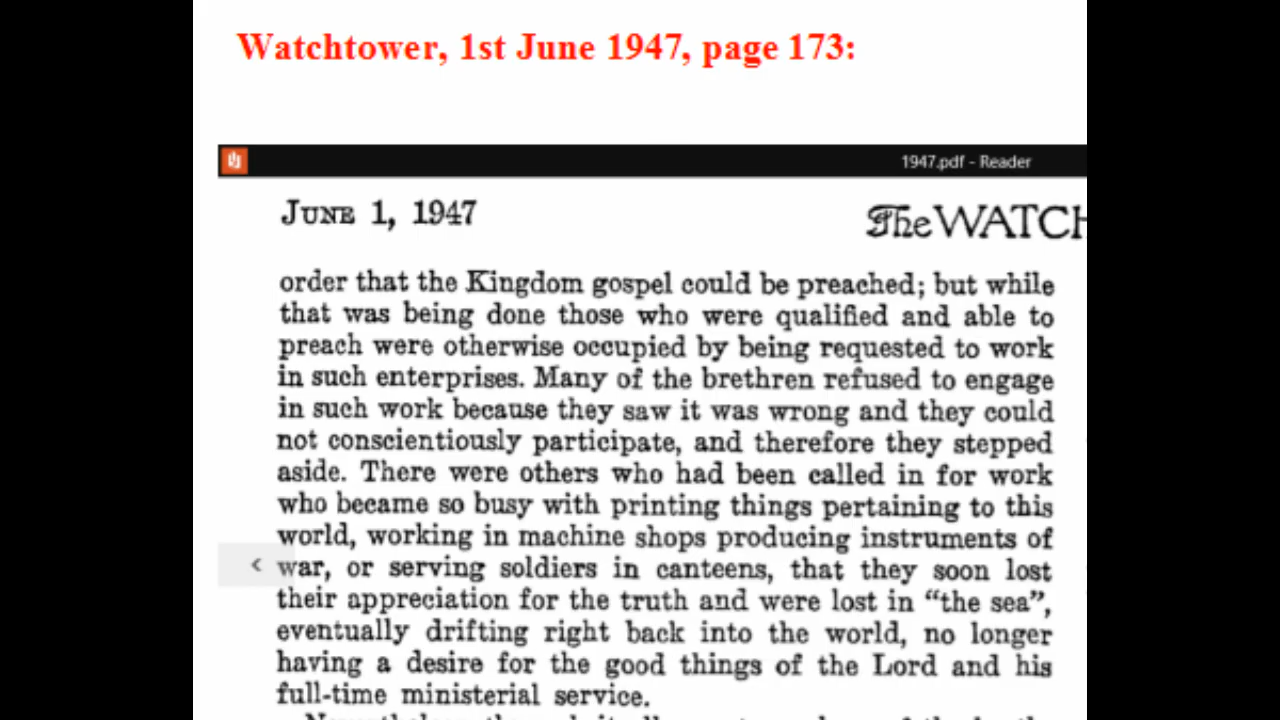 Watchtower, 1st June 1947, page 173:
1947.pdf - Reader
JUNE 1, 1947
The WATCH
order that the Kingdom gospel could be preached; but while
that was being done those who were qualified and able to
preach were otherwise occupied by being requested to work
in such enterprises. Many of the brethren refused to engage
in such work because they saw it was wrong and they could
not conscientiously participate, and therefore they stepped
aside. There were others who had been called in for work
who became so busy with printing things pertaining to this
world, working in machine shops producing instruments of
war, or serving soldiers in canteens, that they soon lost
their appreciation for the truth and were lost in “the sea”,
eventually drifting right back into the world, no longer
having a desire for the good things of the Lord and his
full-time ministerial service.